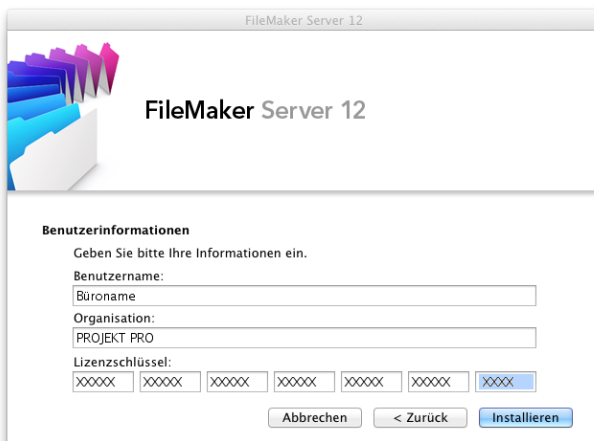 FileMaker Server 12
FileMaker Server 12
Benutzerinformationen
Geben Sie bitte Ihre Informationen ein.
Benutzername:
Büroname
Organisation:
PROJEKT PRO
Lizenzschlüssel:
XXXXX XXXXX XXXXX XXXXX XXXXX XXXXX XXXX
Abbrechen < Zurück Installieren